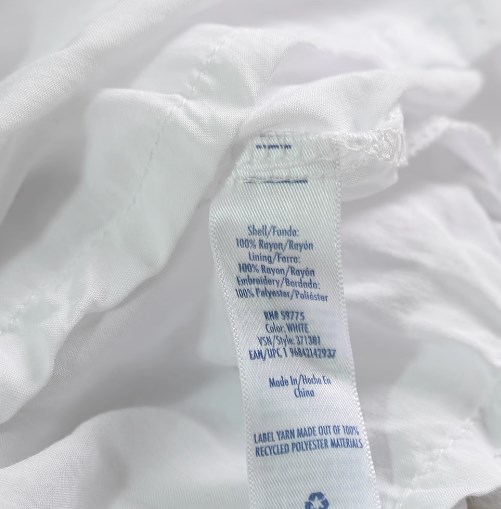 Shell/Funda:
100% Rayon/Rayón
Lining/Forro:
100% Rayon/Rayón
Embroidery/Bordado:
100% Polyester/Poliéster
RN# 59775
Color: WHITE
VSN/Style: 371381
EAN/UPC 1 96842142937
Made In/Hecho En
China
LABEL YARN MADE OUT OF 100%
RECYCLED POLYESTER MATERIALS